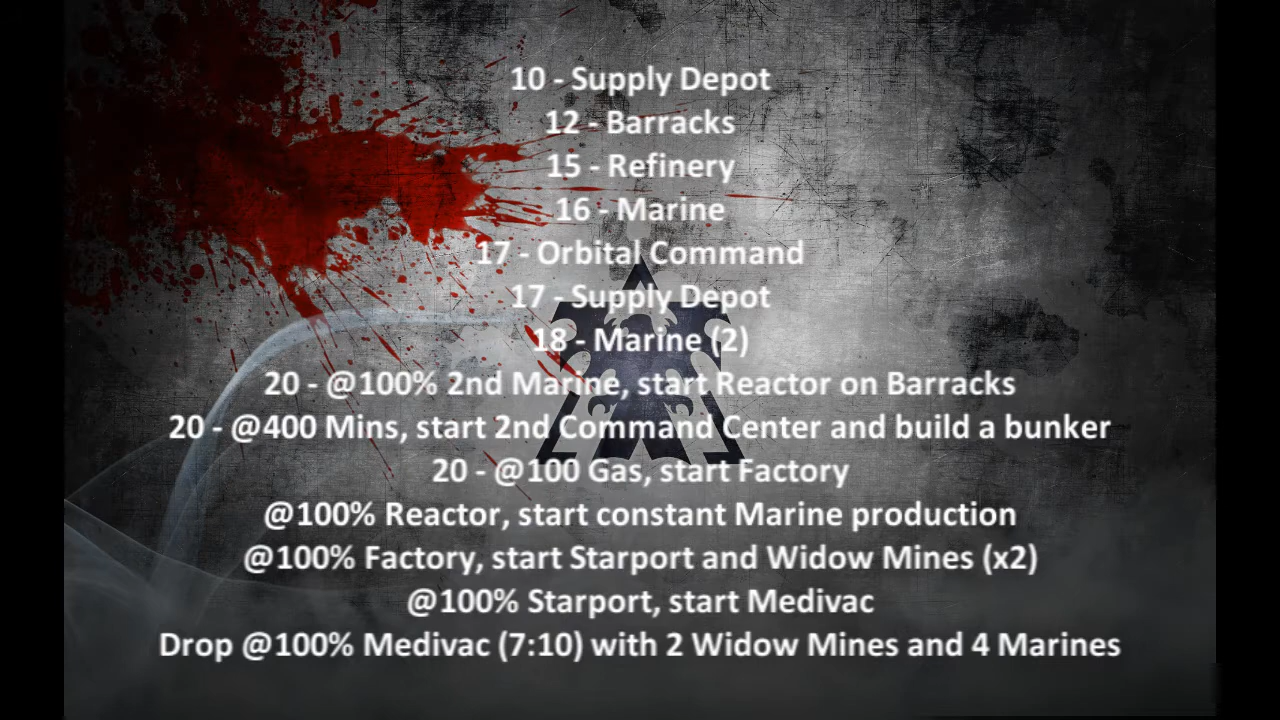 10 - Supply Depot
12 - Barracks
15 - Refinery
16 - Marine
17 - Orbital Command
17 - Supply Depot
18 - Marine (2)
20 - @100% 2nd Marine, start Reactor on Barracks
20 - @400 Mins, start 2nd Command Center and build a bunker
20 - @100 Gas, start Factory
@100% Reactor, start constant Marine production
@100% Factory, start Starport and Widow Mines (x2)
@100% Starport, start Medivac
Drop @100% Medivac (7:10) with 2 Widow Mines and 4 Marines